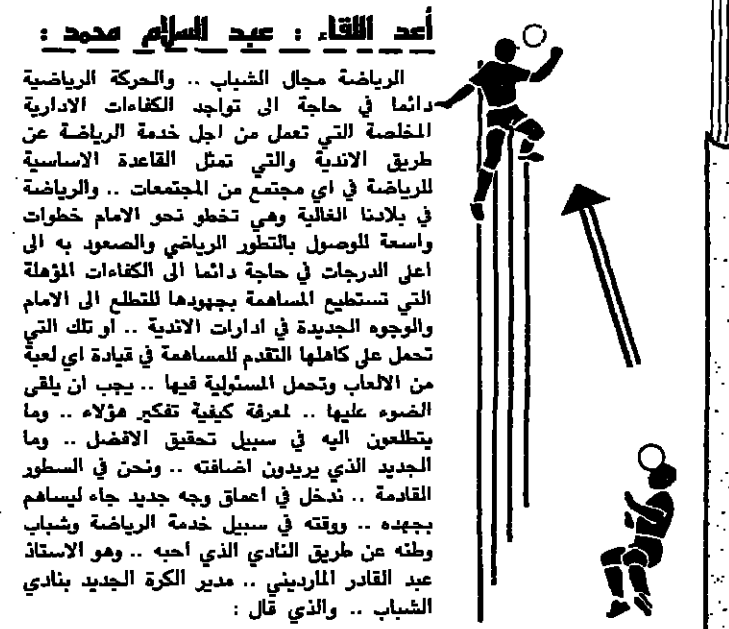 أعد اللقاء : عبد السلام محمد :
الرياضة مجال الشباب .. والحركة الرياضية
دائما في حاجة الى تواجد الكفاءات الادارية
المخلصة التي تعمل من اجل خدمة الرياضة عن
طريق الاندية والتي تمثل القاعدة الاساسية
للرياضة في اي مجتمع من المجتمعات .. والرياضة
في بلادنا الغالية وهي تخطو نحو الامام خطوات
واسعة للوصول بالتطور الرياضي والصعود به الى
اعلى الدرجات في حاجة دائما الى الكفاءات المؤهلة
التي تستطيع المساهمة بجهودها للتطلع الى الامام
والوجوه الجديدة في ادارات الاندية .. او تلك التي
تحمل على كاهلها التقدم للمساهمة في قيادة اي لعبة
من الالعاب وتحمل المسئولية فيها .. يجب ان يلقى
الضوء عليها .. لمعرفة كيفية تفكير هؤلاء .. وما
يتطلعون اليه في سبيل تحقيق الافضل .. وما
الجديد الذي يريدون اضافته .. ونحن في السطور
القادمة .. ندخل في اعماق وجه جديد جاء ليساهم
بجهده .. ووقته في سبيل خدمة الرياضة وشباب
وطنه عن طريق النادي الذي أحبه .. وهو الاستاذ
عبد القادر المارديني .. مدير الكرة الجديد بنادي
الشباب .. والذي قال :